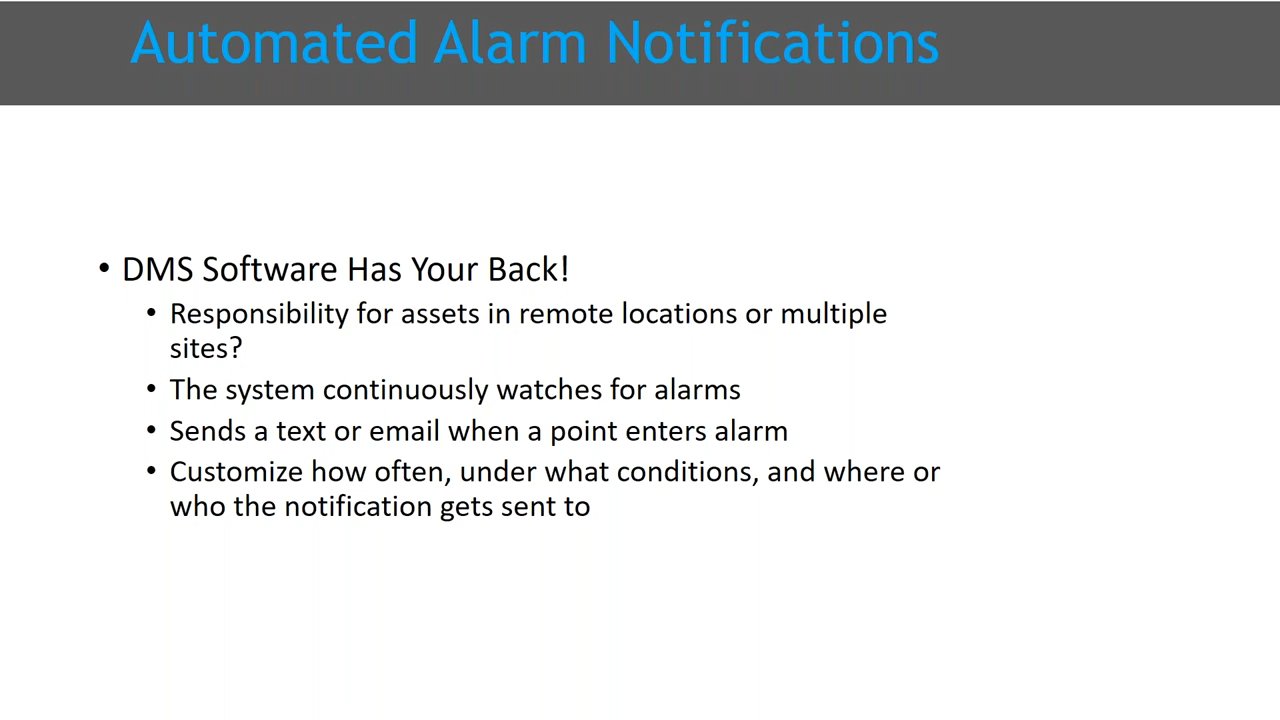 Automated Alarm Notifications
• DMS Software Has Your Back!
• Responsibility for assets in remote locations or multiple
sites?
• The system continuously watches for alarms
• Sends a text or email when a point enters alarm
• Customize how often, under what conditions, and where or
who the notification gets sent to